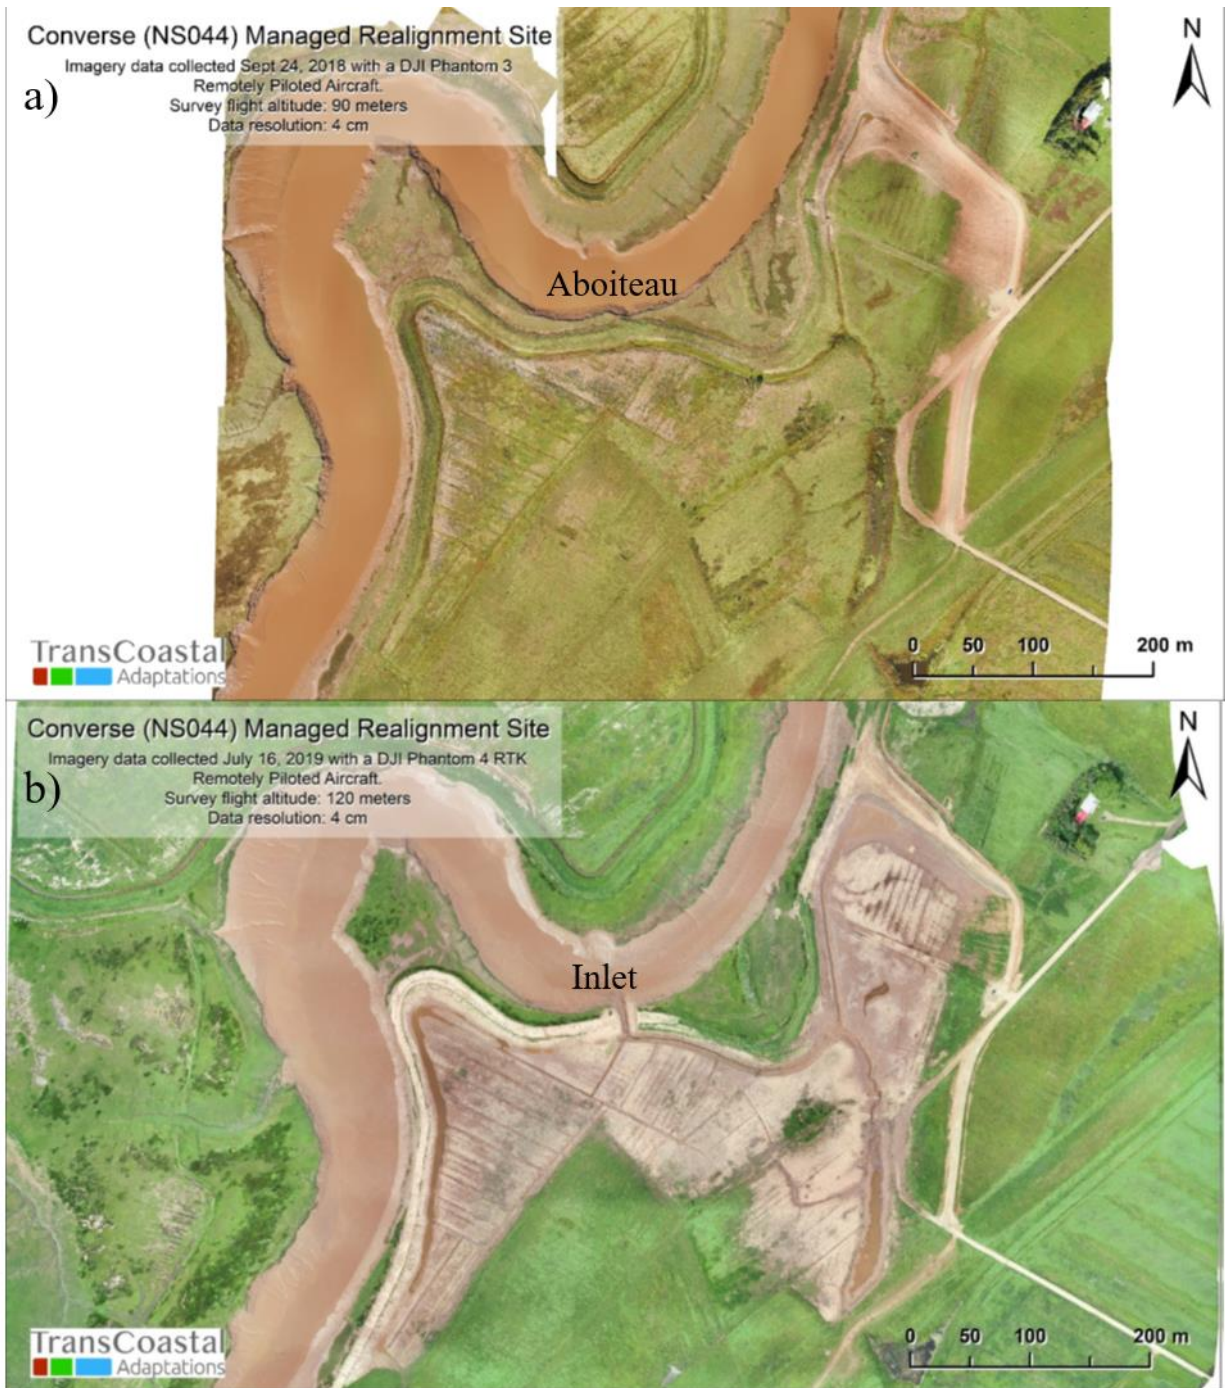 Converse (NS044) Managed Realignment Site
Imagery data collected Sept 24, 2018 with a DJI Phantom 3
Remotely Piloted Aircraft.
Survey flight altitude: 90 meters
Data resolution: 4 cm
a)
N
Aboiteau
TransCoastal
Adaptations
0 50 100 200 m
Converse (NS044) Managed Realignment Site
Imagery data collected July 16, 2019 with a DJI Phantom 4 RTK
Remotely Piloted Aircraft.
Survey flight altitude: 120 meters
Data resolution: 4 cm
b)
N
Inlet
TransCoastal
Adaptations
0 50 100 200 m